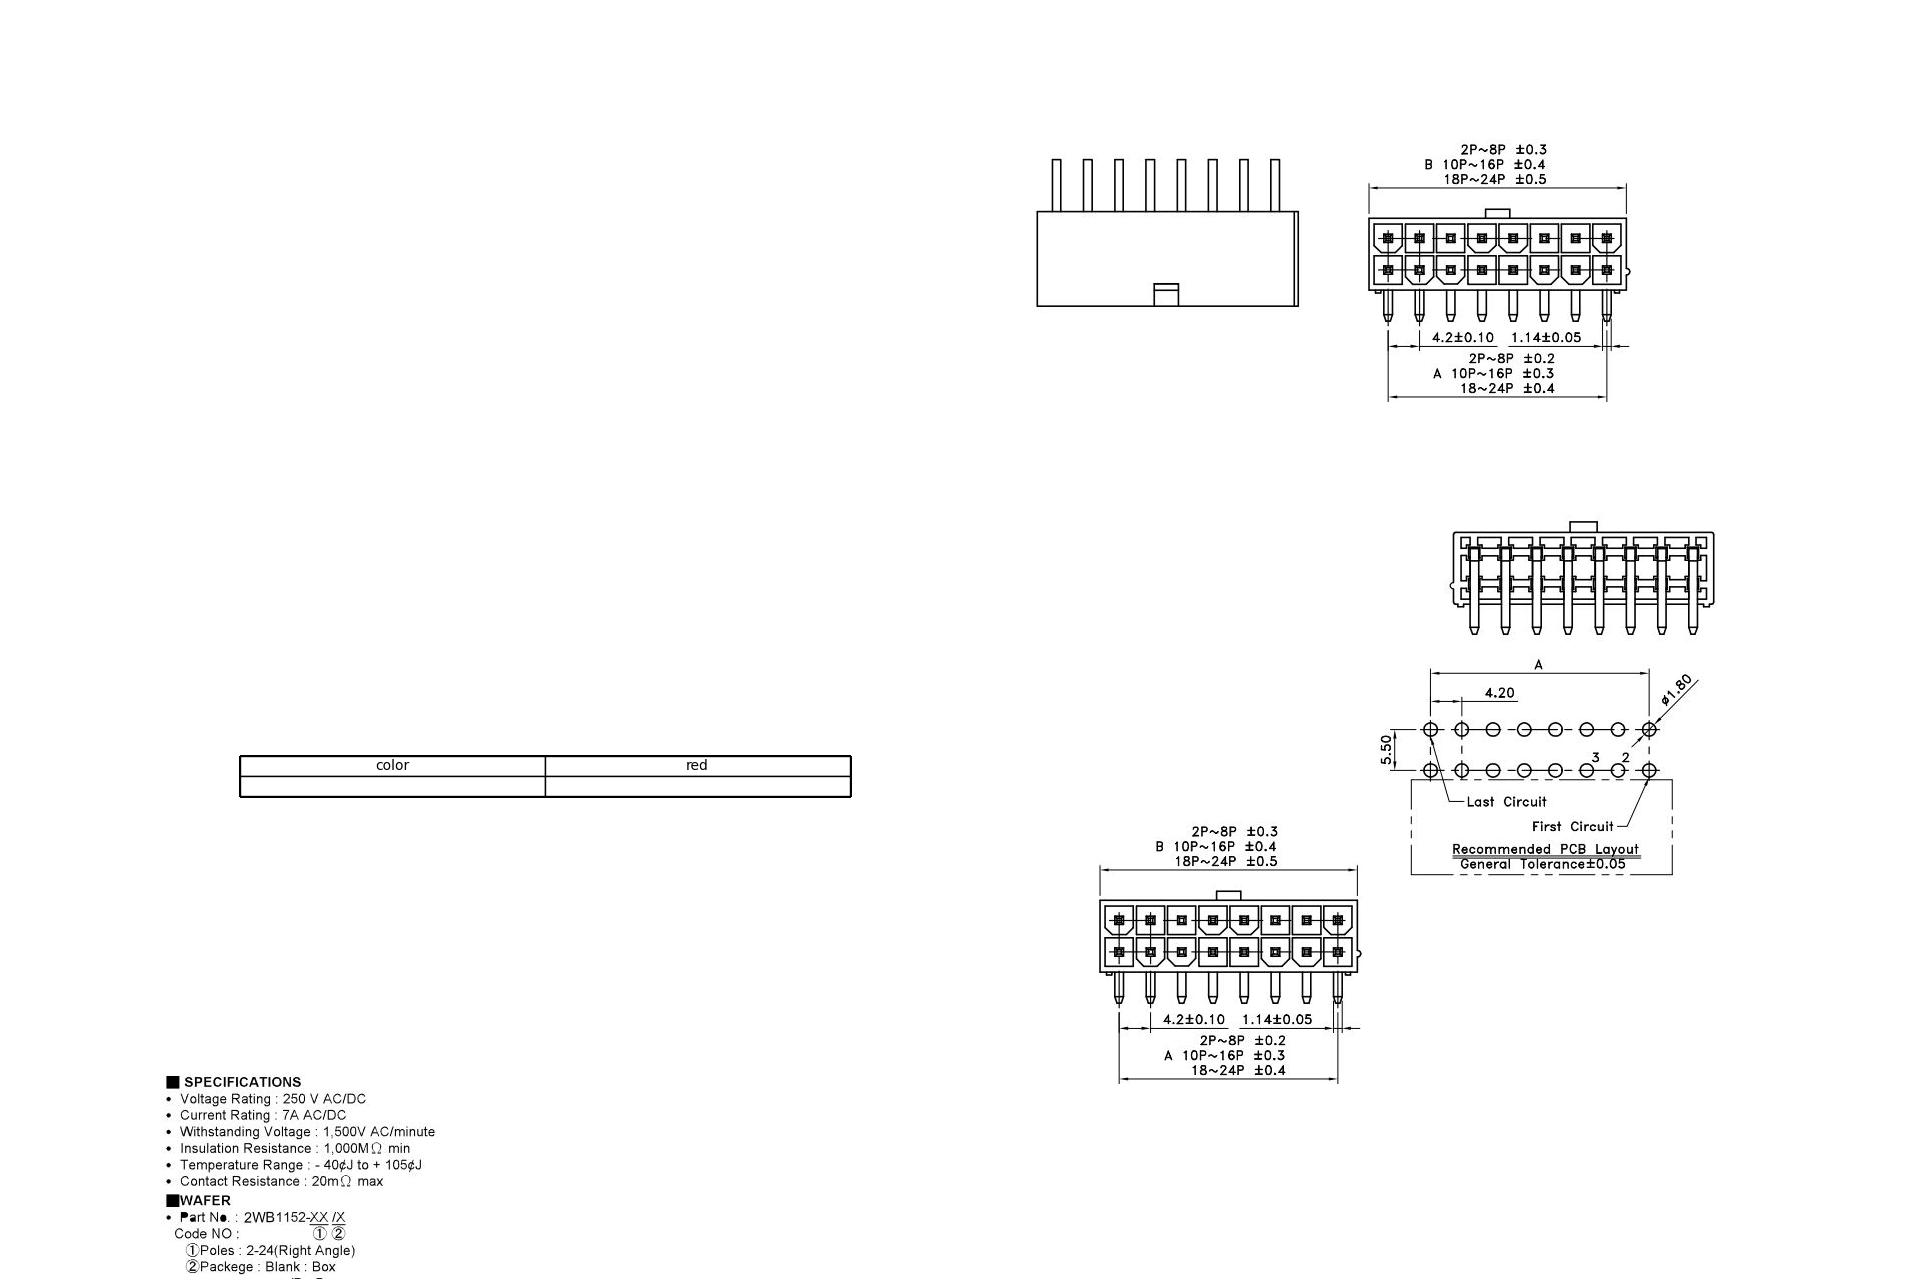 2P~8P ±0.3
B 10P~16P ±0.4
18P~24P ±0.5
4.2±0.10 1.14±0.05
2P~8P ±0.2
A 10P~16P ±0.3
18~24P ±0.4
A
4.20
ø1.80
5.50
3 2
Last Circuit
First Circuit
Recommended PCB Layout
General Tolerance±0.05
color red
2P~8P ±0.3
B 10P~16P ±0.4
18P~24P ±0.5
4.2±0.10 1.14±0.05
2P~8P ±0.2
A 10P~16P ±0.3
18~24P ±0.4
■ SPECIFICATIONS
• Voltage Rating : 250 V AC/DC
• Current Rating : 7A AC/DC
• Withstanding Voltage : 1,500V AC/minute
• Insulation Resistance : 1,000MΩ min
• Temperature Range : - 40¢J to + 105¢J
• Contact Resistance : 20mΩ max
■WAFER
• Part No. : 2WB1152-XX /X
Code NO : ① ②
①Poles : 2-24(Right Angle)
②Packege : Blank : Box